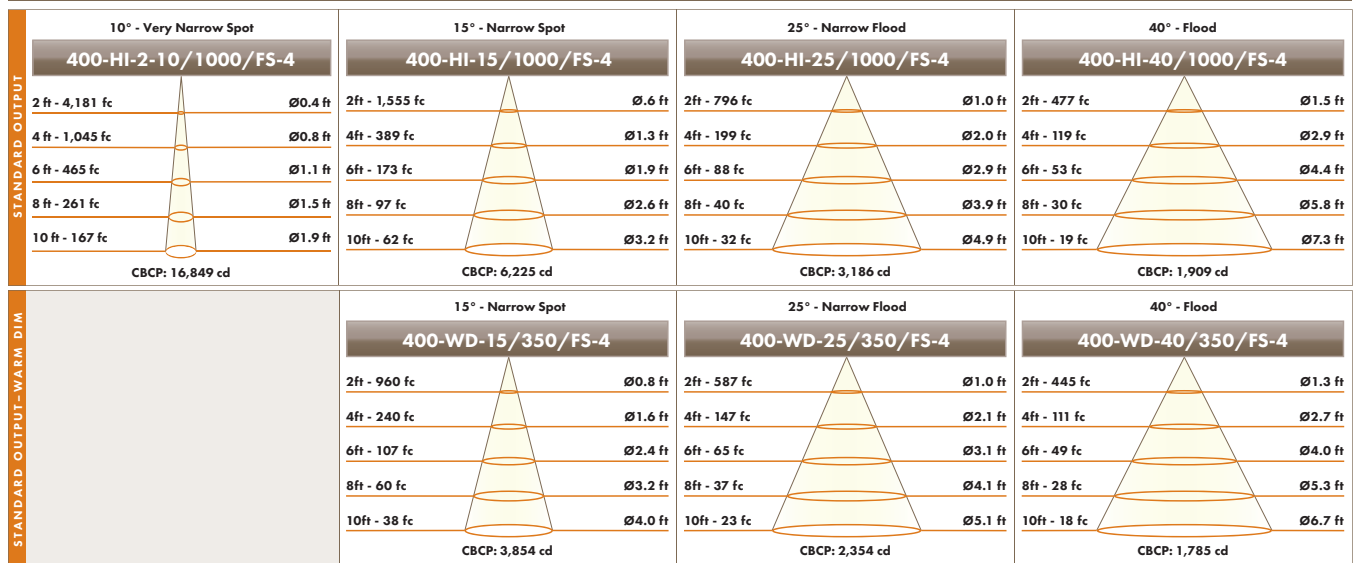 STANDARD OUTPUT
10° - Very Narrow Spot
400-HI-2-10/1000/FS-4
2 ft - 4,181 fc Ø0.4 ft
4 ft - 1,045 fc Ø0.8 ft
6 ft - 465 fc Ø1.1 ft
8 ft - 261 fc Ø1.5 ft
10 ft - 167 fc Ø1.9 ft
CBCP: 16,849 cd
15° - Narrow Spot
400-HI-15/1000/FS-4
2ft - 1,555 fc Ø.6 ft
4ft - 389 fc Ø1.3 ft
6ft - 173 fc Ø1.9 ft
8ft - 97 fc Ø2.6 ft
10ft - 62 fc Ø3.2 ft
CBCP: 6,225 cd
25° - Narrow Flood
400-HI-25/1000/FS-4
2ft - 796 fc Ø1.0 ft
4ft - 199 fc Ø2.0 ft
6ft - 88 fc Ø2.9 ft
8ft - 40 fc Ø3.9 ft
10ft - 32 fc Ø4.9 ft
CBCP: 3,186 cd
40° - Flood
400-HI-40/1000/FS-4
2ft - 477 fc Ø1.5 ft
4ft - 119 fc Ø2.9 ft
6ft - 53 fc Ø4.4 ft
8ft - 30 fc Ø5.8 ft
10ft - 19 fc Ø7.3 ft
CBCP: 1,909 cd
STANDARD OUTPUT–WARM DIM
15° - Narrow Spot
400-WD-15/350/FS-4
2ft - 960 fc Ø0.8 ft
4ft - 240 fc Ø1.6 ft
6ft - 107 fc Ø2.4 ft
8ft - 60 fc Ø3.2 ft
10ft - 38 fc Ø4.0 ft
CBCP: 3,854 cd
25° - Narrow Flood
400-WD-25/350/FS-4
2ft - 587 fc Ø1.0 ft
4ft - 147 fc Ø2.1 ft
6ft - 65 fc Ø3.1 ft
8ft - 37 fc Ø4.1 ft
10ft - 23 fc Ø5.1 ft
CBCP: 2,354 cd
40° - Flood
400-WD-40/350/FS-4
2ft - 445 fc Ø1.3 ft
4ft - 111 fc Ø2.7 ft
6ft - 49 fc Ø4.0 ft
8ft - 28 fc Ø5.3 ft
10ft - 18 fc Ø6.7 ft
CBCP: 1,785 cd